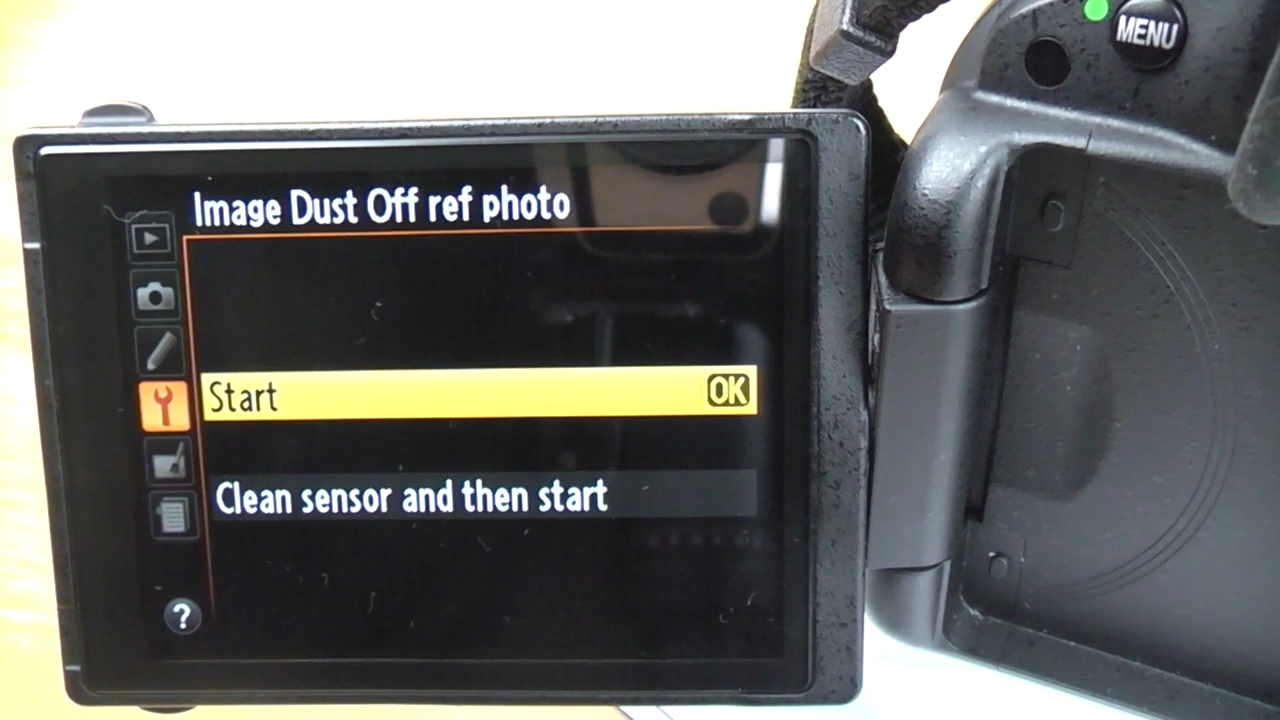 MENU
Image Dust Off ref photo
Start OK
Clean sensor and then start
?